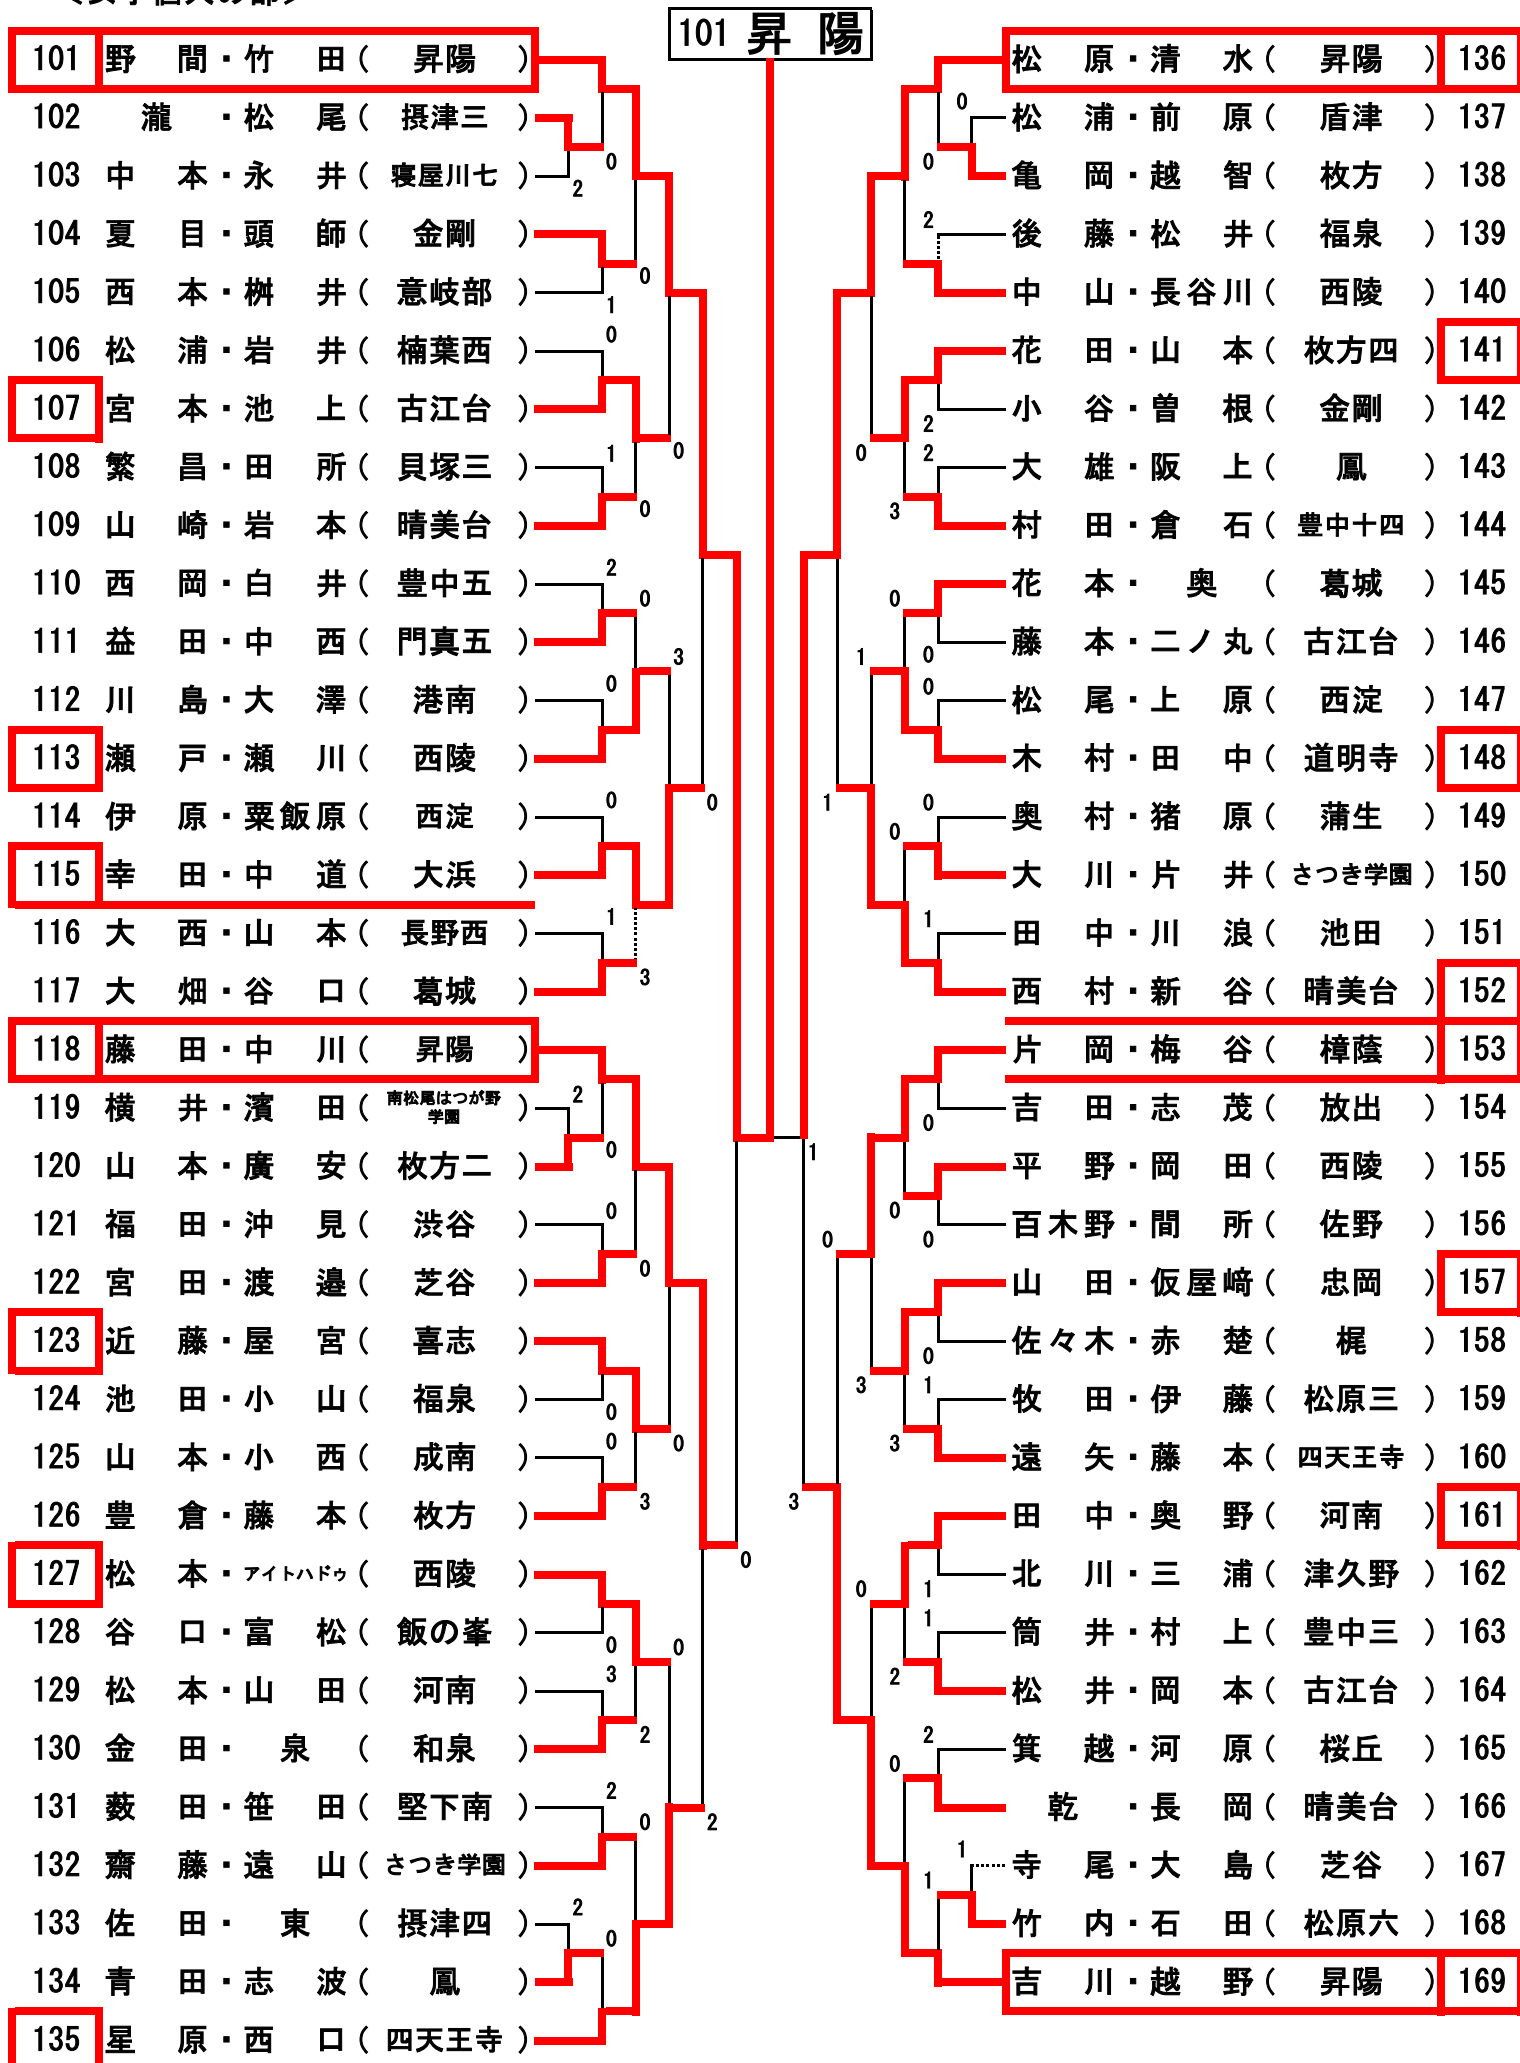 101 昇陽
101 野間・竹田(昇陽)
102 瀧・松尾(摂津三)
103 中本・永井(寝屋川七)
104 夏目・頭師(金剛)
105 西本・桝井(意岐部)
106 松浦・岩井(楠葉西)
107 宮本・池上(古江台)
108 繁昌・田所(貝塚三)
109 山崎・岩本(晴美台)
110 西岡・白井(豊中五)
111 益田・中西(門真五)
112 川島・大澤(港南)
113 瀬戸・瀬川(西陵)
114 伊原・粟飯原(西淀)
115 幸田・中道(大浜)
116 大西・山本(長野西)
117 大畑・谷口(葛城)
118 藤田・中川(昇陽)
119 横井・濱田(南松尾はつが野学園)
120 山本・廣安(枚方二)
121 福田・沖見(渋谷)
122 宮田・渡邉(芝谷)
123 近藤・屋宮(喜志)
124 池田・小山(福泉)
125 山本・小西(成南)
126 豊倉・藤本(枚方)
127 松本・アイトハドゥ(西陵)
128 谷口・富松(飯の峯)
129 松本・山田(河南)
130 金田・泉(和泉)
131 薮田・笹田(堅下南)
132 齋藤・遠山(さつき学園)
133 佐田・東(摂津四)
134 青田・志波(鳳)
135 星原・西口(四天王寺)
松原・清水(昇陽) 136
松浦・前原(盾津) 137
亀岡・越智(枚方) 138
後藤・松井(福泉) 139
中山・長谷川(西陵) 140
花田・山本(枚方四) 141
小谷・曽根(金剛) 142
大雄・阪上(鳳) 143
村田・倉石(豊中十四) 144
花本・奥(葛城) 145
藤本・二ノ丸(古江台) 146
松尾・上原(西淀) 147
木村・田中(道明寺) 148
奥村・猪原(蒲生) 149
大川・片井(さつき学園) 150
田中・川浪(池田) 151
西村・新谷(晴美台) 152
片岡・梅谷(樟蔭) 153
吉田・志茂(放出) 154
平野・岡田(西陵) 155
百木野・間所(佐野) 156
山田・仮屋﨑(忠岡) 157
佐々木・赤楚(梶) 158
牧田・伊藤(松原三) 159
遠矢・藤本(四天王寺) 160
田中・奥野(河南) 161
北川・三浦(津久野) 162
筒井・村上(豊中三) 163
松井・岡本(古江台) 164
箕越・河原(桜丘) 165
乾・長岡(晴美台) 166
寺尾・大島(芝谷) 167
竹内・石田(松原六) 168
吉川・越野(昇陽) 169